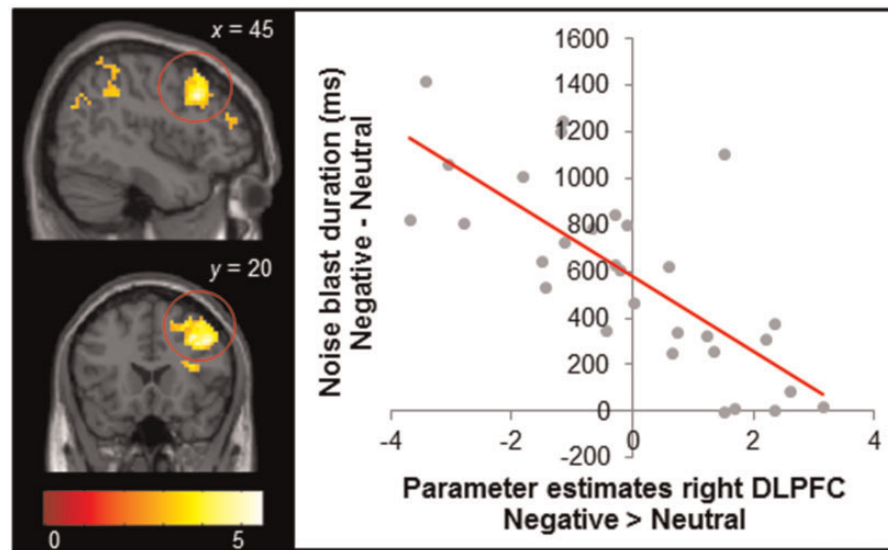 x = 45
y = 20
0 5
1600
1400
1200
1000
800
600
400
200
0
-200
-4 -2 0 2 4
Noise blast duration (ms)
Negative - Neutral
Parameter estimates right DLPFC
Negative > Neutral